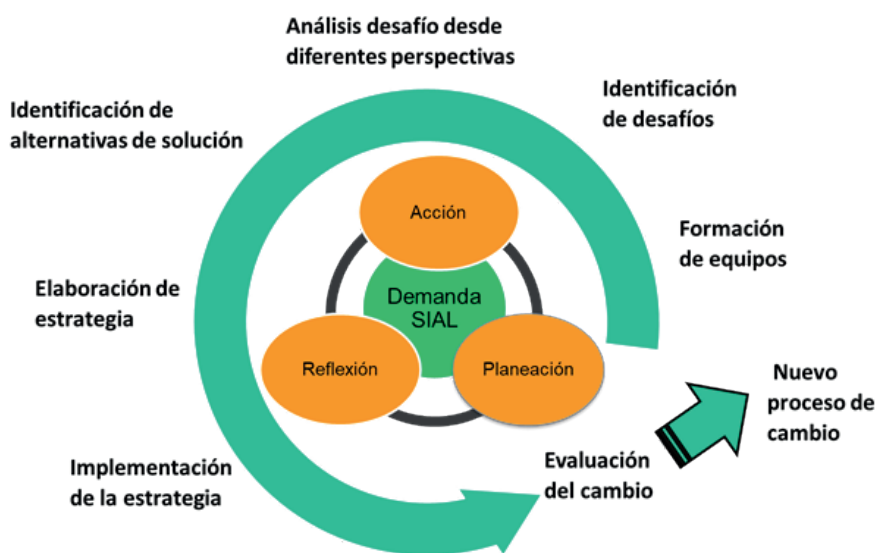 Análisis desafío desde
diferentes perspectivas
Identificación
de desafíos
Identificación de
alternativas de solución
Acción
Formación
de equipos
Elaboración de
estrategia
Demanda
SIAL
Reflexión
Planeación
Nuevo
proceso de
cambio
Implementación
de la estrategia
Evaluación
del cambio